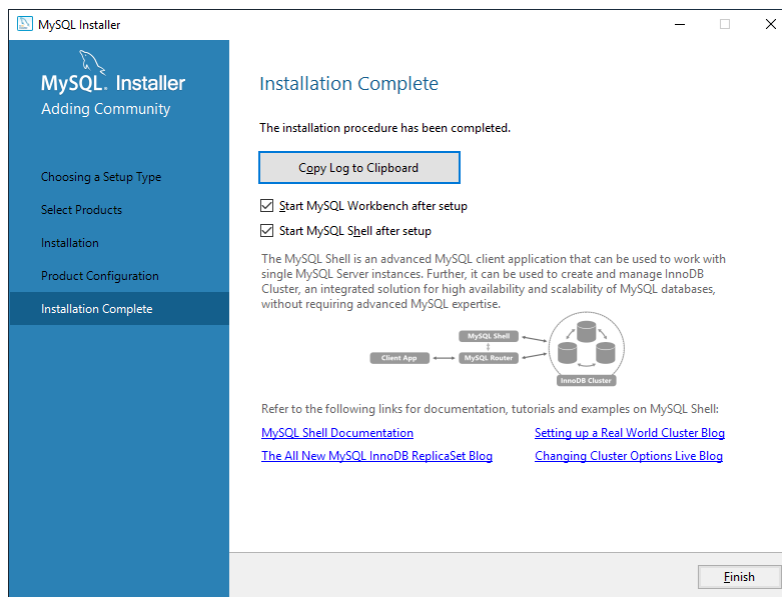 MySQL Installer
MySQL. Installer
Adding Community
Choosing a Setup Type
Select Products
Installation
Product Configuration
Installation Complete
Installation Complete
The installation procedure has been completed.
Copy Log to Clipboard
Start MySQL Workbench after setup
Start MySQL Shell after setup
The MySQL Shell is an advanced MySQL client application that can be used to work with
single MySQL Server instances. Further, it can be used to create and manage InnoDB
Cluster, an integrated solution for high availability and scalability of MySQL databases,
without requiring advanced MySQL expertise.
MySQL Shell
Client App
MySQL Router
InnoDB Cluster
Refer to the following links for documentation, tutorials and examples on MySQL Shell:
MySQL Shell Documentation
Setting up a Real World Cluster Blog
The All New MySQL InnoDB ReplicaSet Blog
Changing Cluster Options Live Blog
Finish